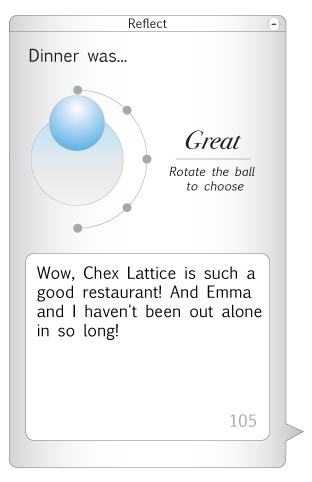 Reflect
Dinner was...
Great
Rotate the ball
to choose
Wow, Chex Lattice is such a
good restaurant! And Emma
and I haven't been out alone
in so long!
105